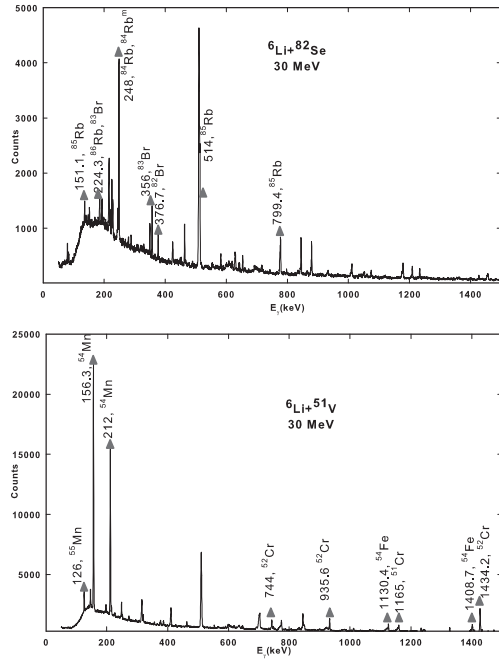 ⁶Li+⁸²Se
30 MeV
151.1, ⁸⁵Rb
224.3, ⁸⁶Rb, ⁸³Br
248, ⁸⁴Rb, ⁸⁴Rbᵐ
356, ⁸³Br
376.7, ⁸²Br
514, ⁸⁵Rb
799.4, ⁸⁵Rb
Counts
5000
4000
3000
2000
1000
0
0 200 400 600 800 1000 1200 1400
Eᵧ(keV)
⁶Li+⁵¹V
30 MeV
126, ⁵⁵Mn
156.3, ⁵⁴Mn
212, ⁵⁴Mn
744, ⁵²Cr
935.6 ⁵²Cr
1130.4, ⁵⁴Fe
1165, ⁵¹Cr
1408.7, ⁵⁴Fe
1434.2, ⁵²Cr
Counts
25000
20000
15000
10000
5000
0
0 200 400 600 800 1000 1200 1400
Eᵧ(keV)